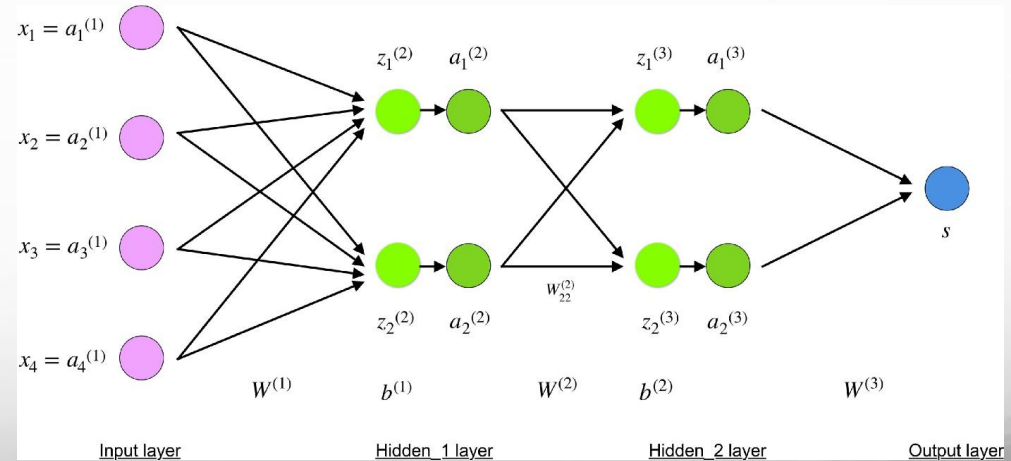 x₁ = a₁⁽¹⁾
z₁⁽²⁾ a₁⁽²⁾ z₁⁽³⁾ a₁⁽³⁾
x₂ = a₂⁽¹⁾
x₃ = a₃⁽¹⁾
s
W₂₂⁽²⁾
z₂⁽²⁾ a₂⁽²⁾ z₂⁽³⁾ a₂⁽³⁾
x₄ = a₄⁽¹⁾
W⁽¹⁾ b⁽¹⁾ W⁽²⁾ b⁽²⁾ W⁽³⁾
Input layer Hidden_1 layer Hidden_2 layer Output layer